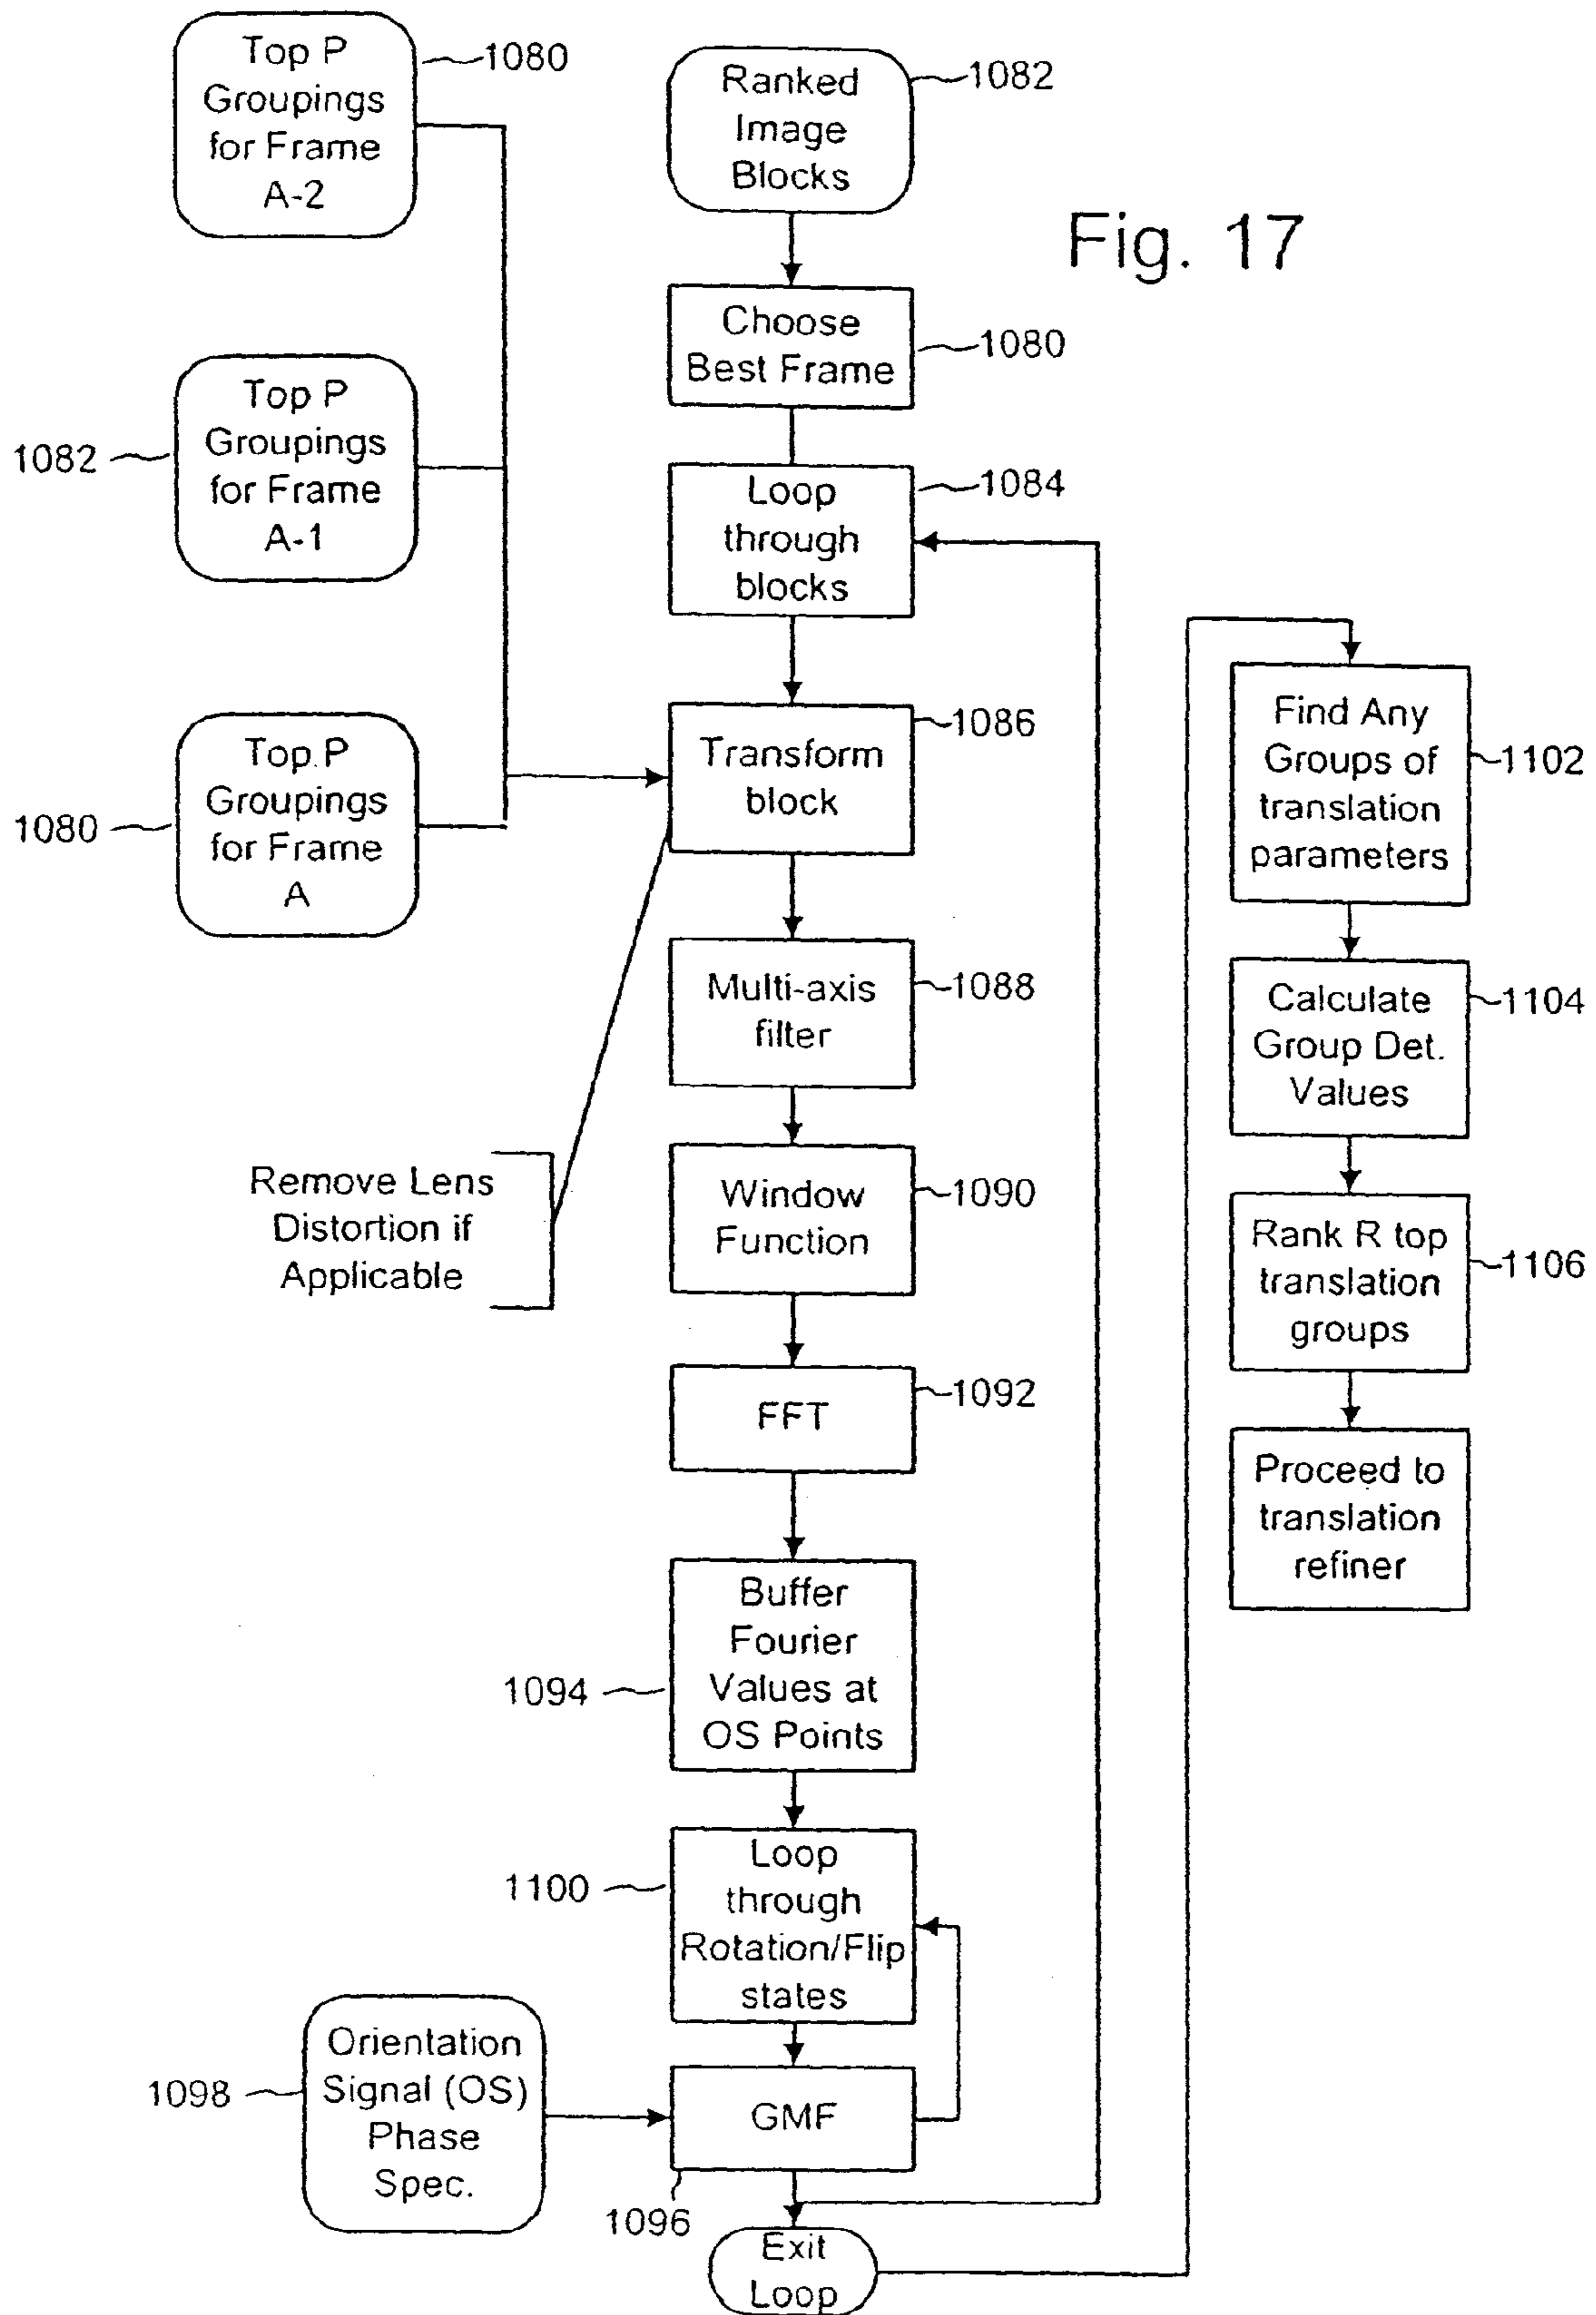 Top P
Groupings
for Frame
A-2
1080
Ranked
Image
Blocks
1082
Fig. 17
Choose
Best Frame
1080
Top P
Groupings
for Frame
A-1
1082
Loop
through
blocks
1084
Top P
Groupings
for Frame
A
1080
Transform
block
1086
Remove Lens
Distortion if
Applicable
Multi-axis
filter
1088
Window
Function
1090
FFT
1092
Buffer
Fourier
Values at
OS Points
1094
Loop
through
Rotation/Flip
states
1100
Orientation
Signal (OS)
Phase
Spec.
1098
GMF
1096
Exit
Loop
Find Any
Groups of
translation
parameters
1102
Calculate
Group Det.
Values
1104
Rank R top
translation
groups
1106
Proceed to
translation
refiner